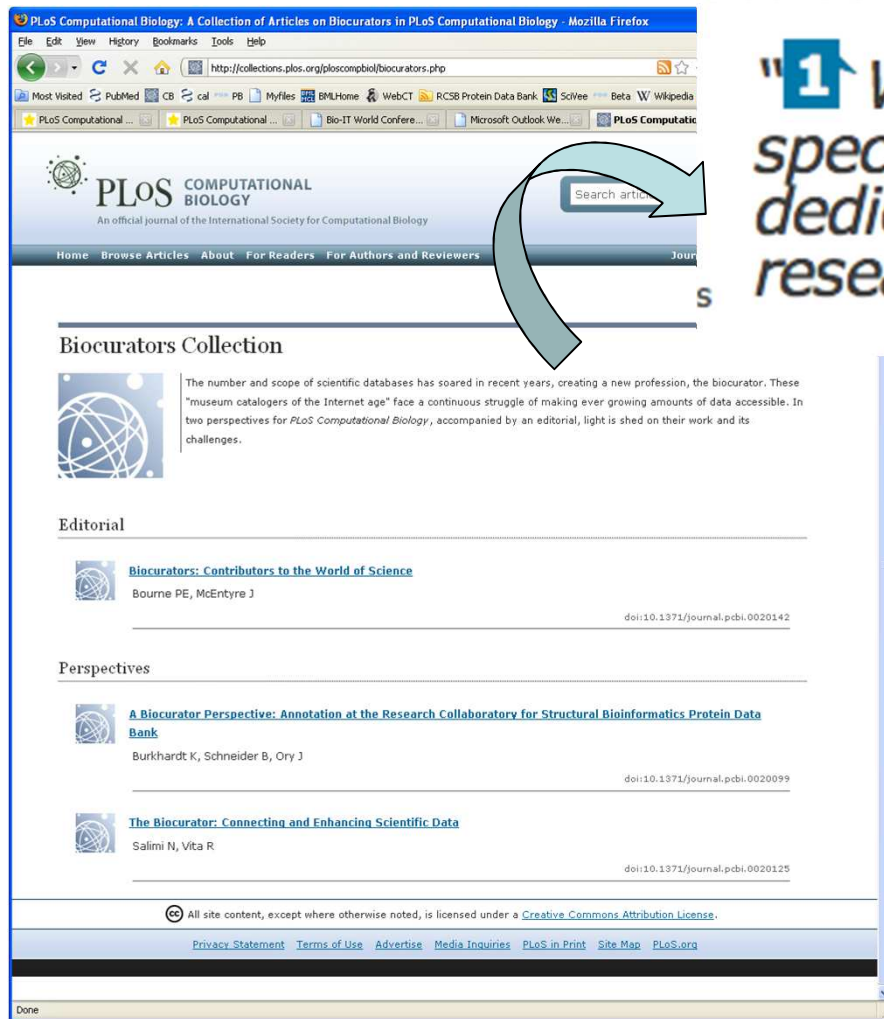 PLoS Computational Biology: A Collection of Articles on Biocurators in PLoS Computational Biology - Mozilla Firefox
File Edit View History Bookmarks Tools Help
http://collections.plos.org/ploscompbiol/biocurators.php
Most Visited PubMed CB cal PB Myfiles BMLHome WebCT RCSB Protein Data Bank SciVee Beta Wikipedia
PLoS Computational ... PLoS Computational ... Bio-IT World Confere... Microsoft Outlook We... PLoS Computatio
PLoS COMPUTATIONAL BIOLOGY
An official journal of the International Society for Computational Biology
Search artic
Home Browse Articles About For Readers For Authors and Reviewers Jour
"1
spec
dedi
resea
s
Biocurators Collection
The number and scope of scientific databases has soared in recent years, creating a new profession, the biocurator. These
"museum catalogers of the Internet age" face a continuous struggle of making ever growing amounts of data accessible. In
two perspectives for PLoS Computational Biology, accompanied by an editorial, light is shed on their work and its
challenges.
Editorial
Biocurators: Contributors to the World of Science
Bourne PE, McEntyre J
doi:10.1371/journal.pcbi.0020142
Perspectives
A Biocurator Perspective: Annotation at the Research Collaboratory for Structural Bioinformatics Protein Data
Bank
Burkhardt K, Schneider B, Ory J
doi:10.1371/journal.pcbi.0020099
The Biocurator: Connecting and Enhancing Scientific Data
Salimi N, Vita R
doi:10.1371/journal.pcbi.0020125
cc All site content, except where otherwise noted, is licensed under a Creative Commons Attribution License.
Privacy Statement Terms of Use Advertise Media Inquiries PLoS in Print Site Map PLoS.org
Done